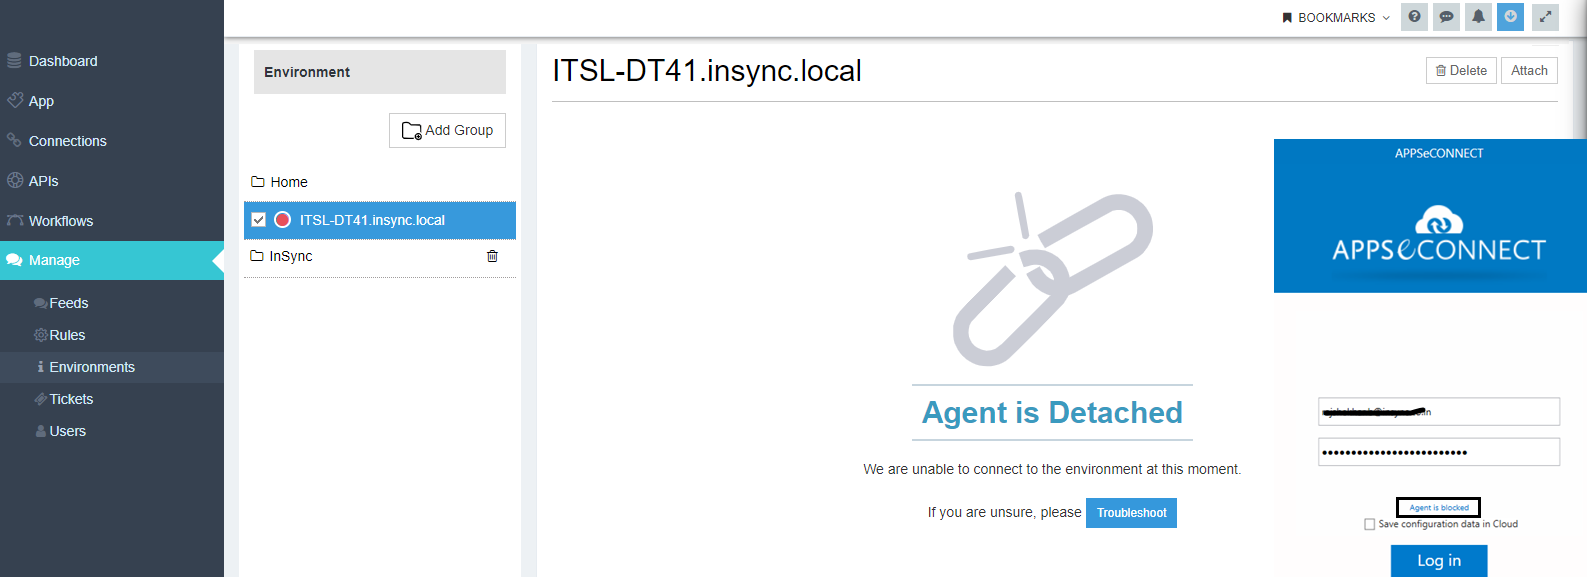 BOOKMARKS
Dashboard
App
Connections
APIs
Workflows
Manage
Feeds
Rules
Environments
Tickets
Users
Environment
Add Group
Home
ITSL-DT41.insync.local
InSync
ITSL-DT41.insync.local
Delete
Attach
Agent is Detached
We are unable to connect to the environment at this moment.
If you are unsure, please Troubleshoot
APPSeCONNECT
APPSeCONNECT
Agent is blocked
Save configuration data in Cloud
Log in